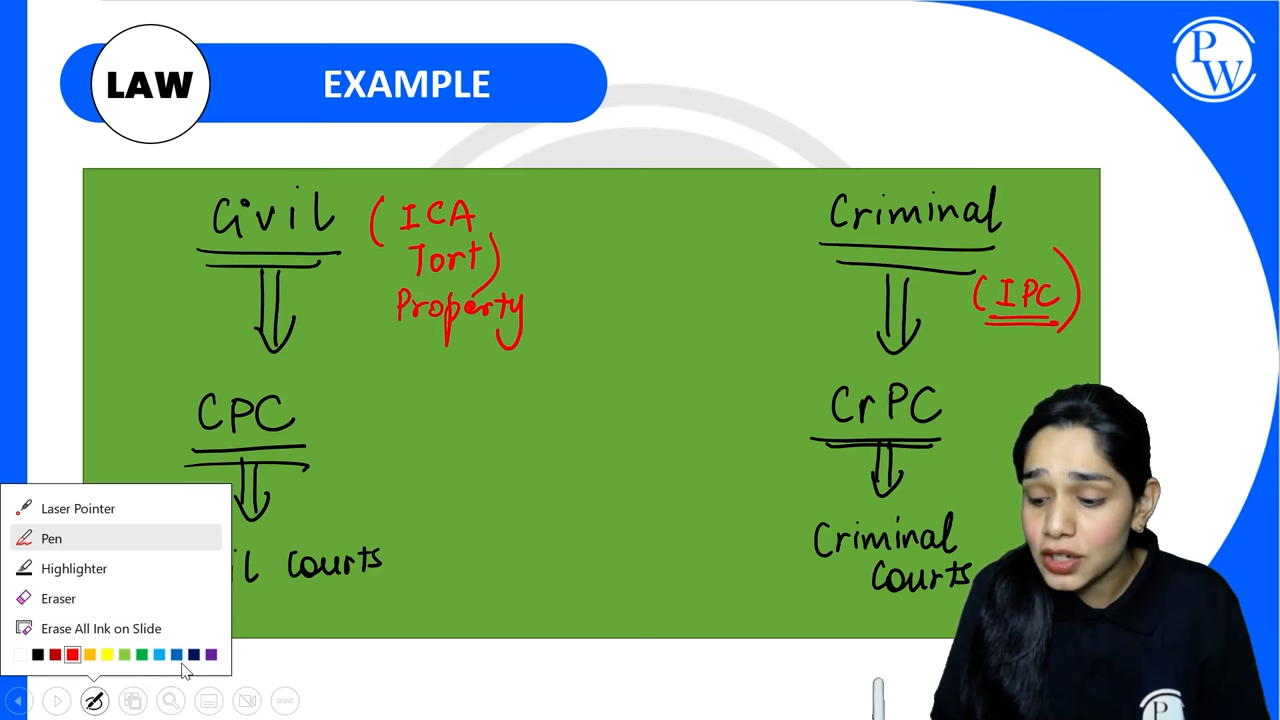 LAW
EXAMPLE
P
W
Civil
(ICA
Tort)
Property
Criminal
(IPC)
CPC
CrPC
Laser Pointer
Pen
Highlighter
Eraser
Erase All Ink on Slide
il Courts
Criminal
Courts
P